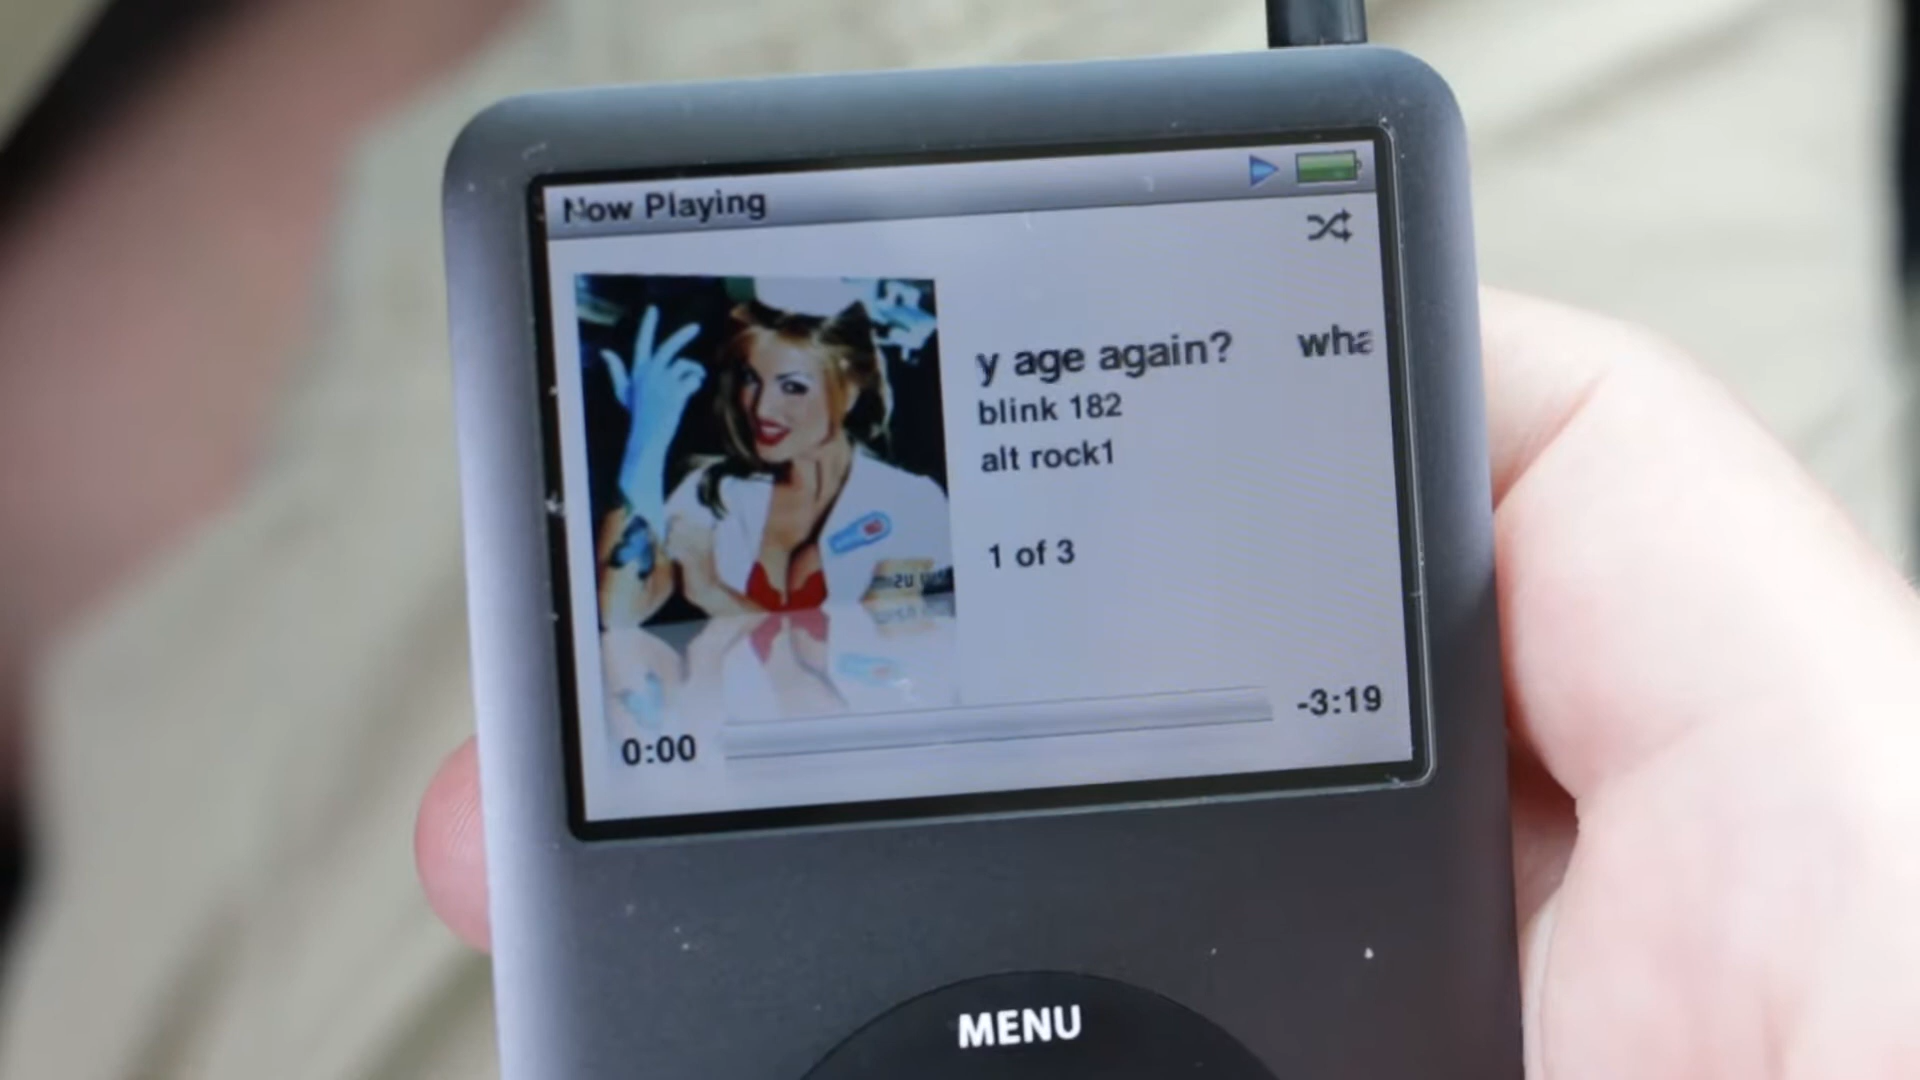 Now Playing
y age again? wha
blink 182
alt rock1
1 of 3
0:00 -3:19
MENU